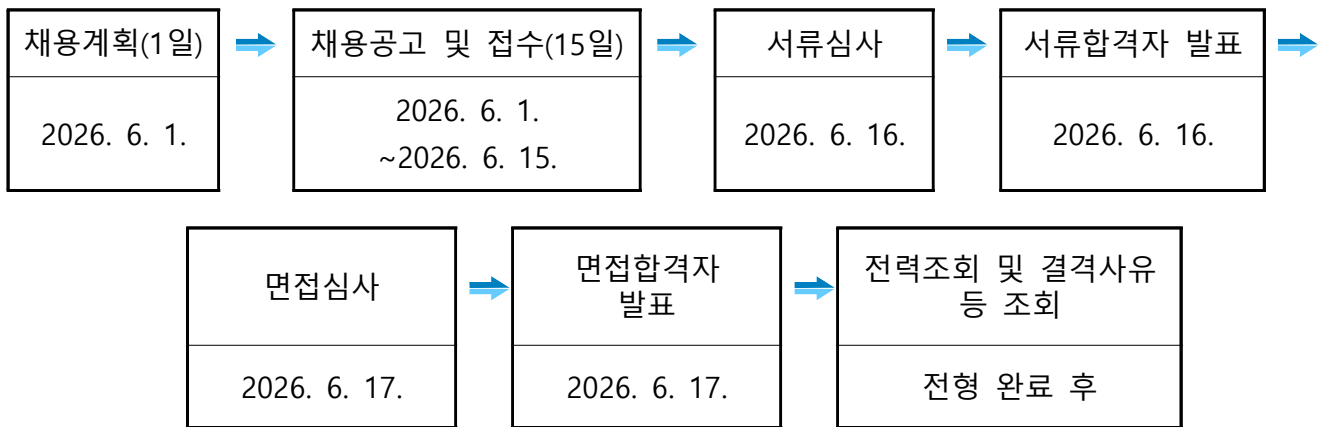 채용계획(1일)
2026. 6. 1.
채용공고 및 접수(15일)
2026. 6. 1.
~2026. 6. 15.
서류심사
2026. 6. 16.
서류합격자 발표
2026. 6. 16.
면접심사
2026. 6. 17.
면접합격자
발표
2026. 6. 17.
전력조회 및 결격사유
등 조회
전형 완료 후